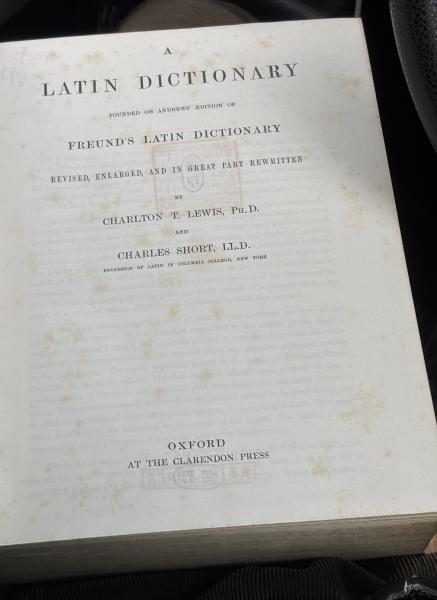 A
LATIN DICTIONARY
FOUNDED ON ANDREWS' EDITION OF
FREUND'S LATIN DICTIONARY
REVISED, ENLARGED, AND IN GREAT PART REWRITTEN
BY
CHARLTON T. LEWIS, PH.D.
AND
CHARLES SHORT, LL.D.
PROFESSOR OF LATIN IN COLUMBIA COLLEGE, NEW YORK
OXFORD
AT THE CLARENDON PRESS